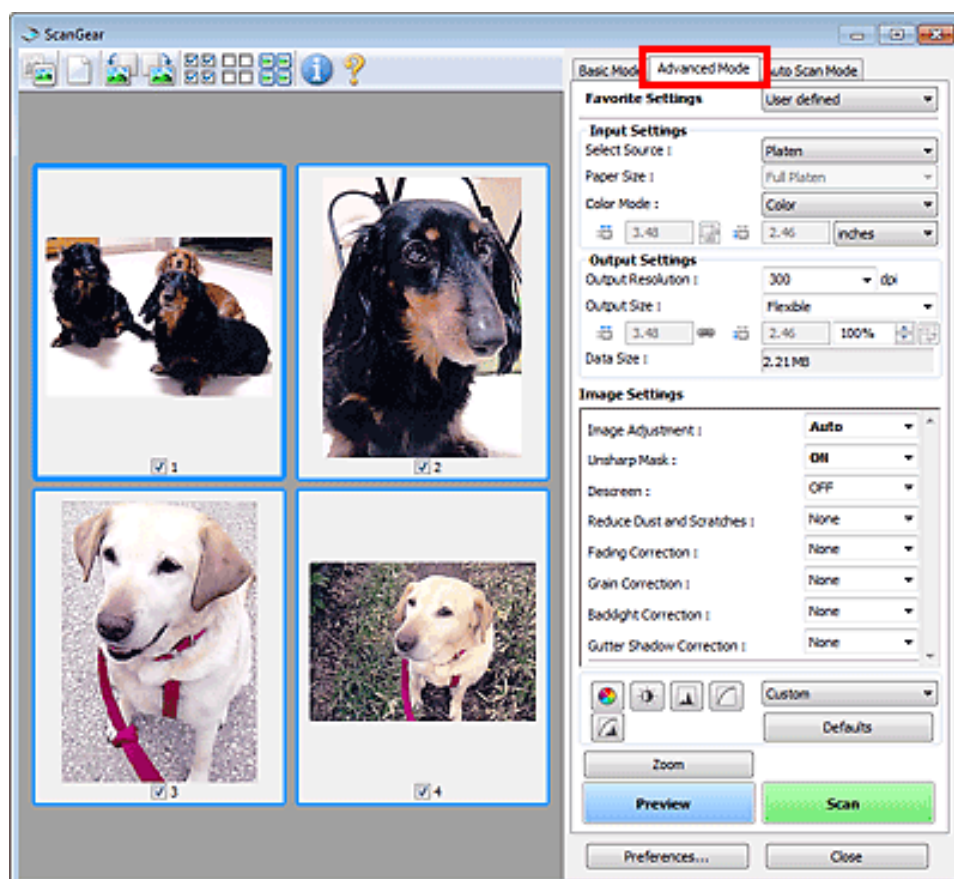 ScanGear
Basic Mode Advanced Mode Auto Scan Mode
Favorite Settings User defined
Input Settings
Select Source : Platen
Paper Size : Full Platen
Color Mode : Color
3.48 2.46 inches
Output Settings
Output Resolution : 300 dpi
Output Size : Flexible
3.48 2.46 100%
Data Size : 2.21 MB
Image Settings
Image Adjustment : Auto
Unsharp Mask : ON
Descreen : OFF
Reduce Dust and Scratches : None
Fading Correction : None
Grain Correction : None
Backlight Correction : None
Gutter Shadow Correction : None
Custom
Defaults
Zoom
Preview Scan
Preferences... Close
1 2
3 4